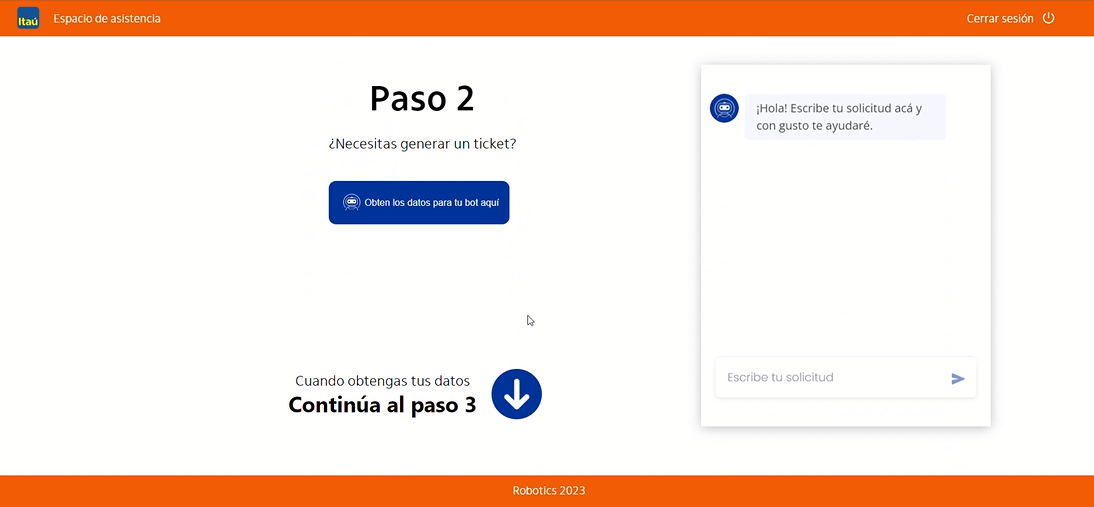 Itaú
Espacio de asistencia
Cerrar sesión
Paso 2
¿Necesitas generar un ticket?
Obten los datos para tu bot aquí
Cuando obtengas tus datos
Continúa al paso 3
¡Hola! Escribe tu solicitud acá y
con gusto te ayudaré.
Escribe tu solicitud
Robotics 2023